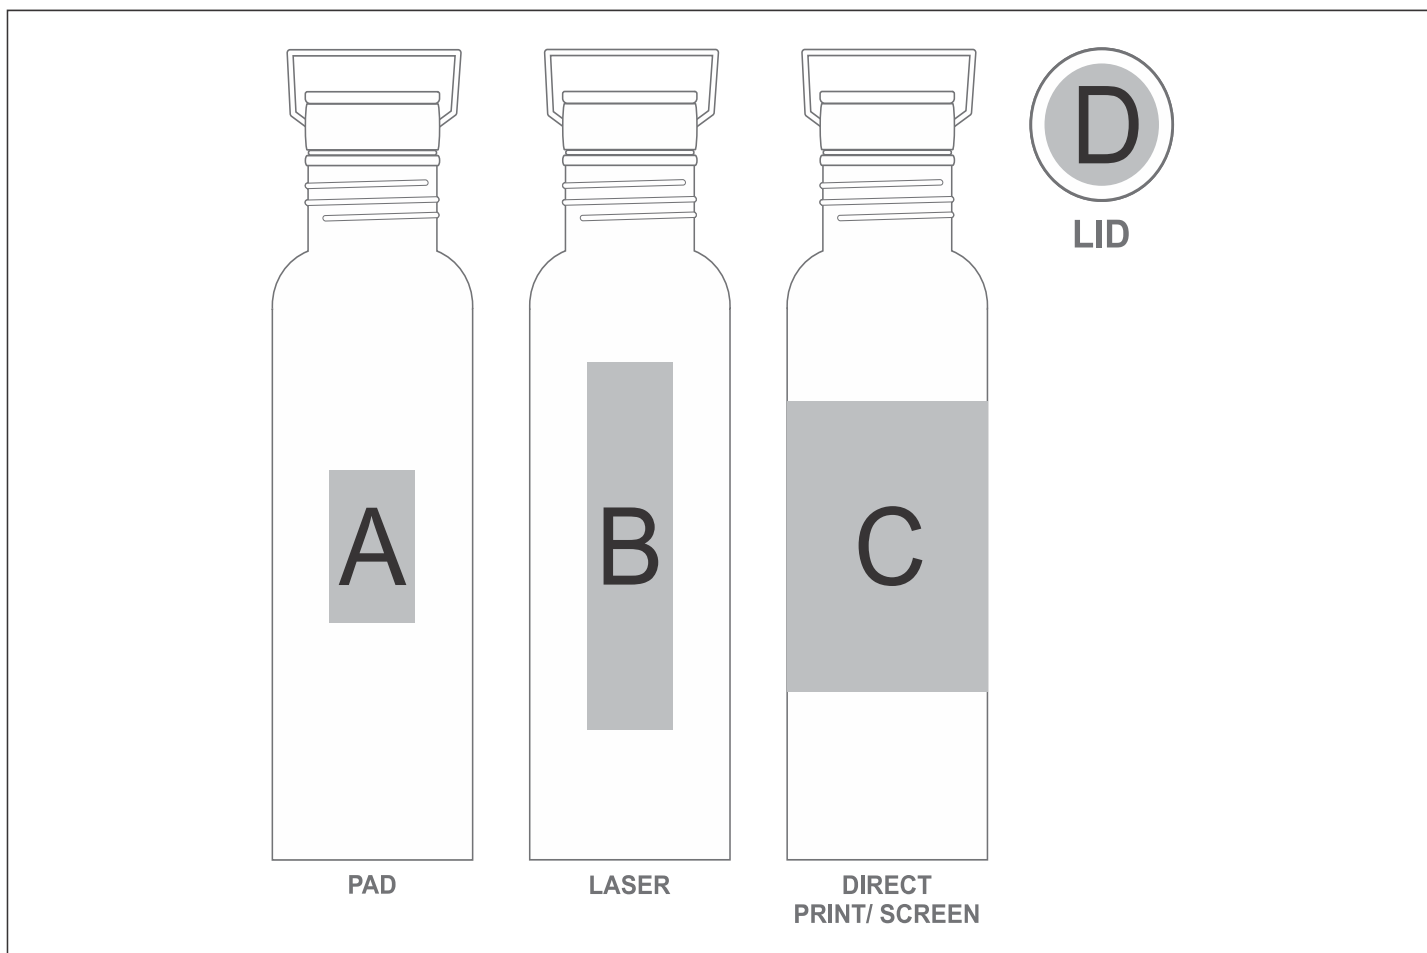 D
LID
A
B
C
PAD
LASER
DIRECT
PRINT/ SCREEN